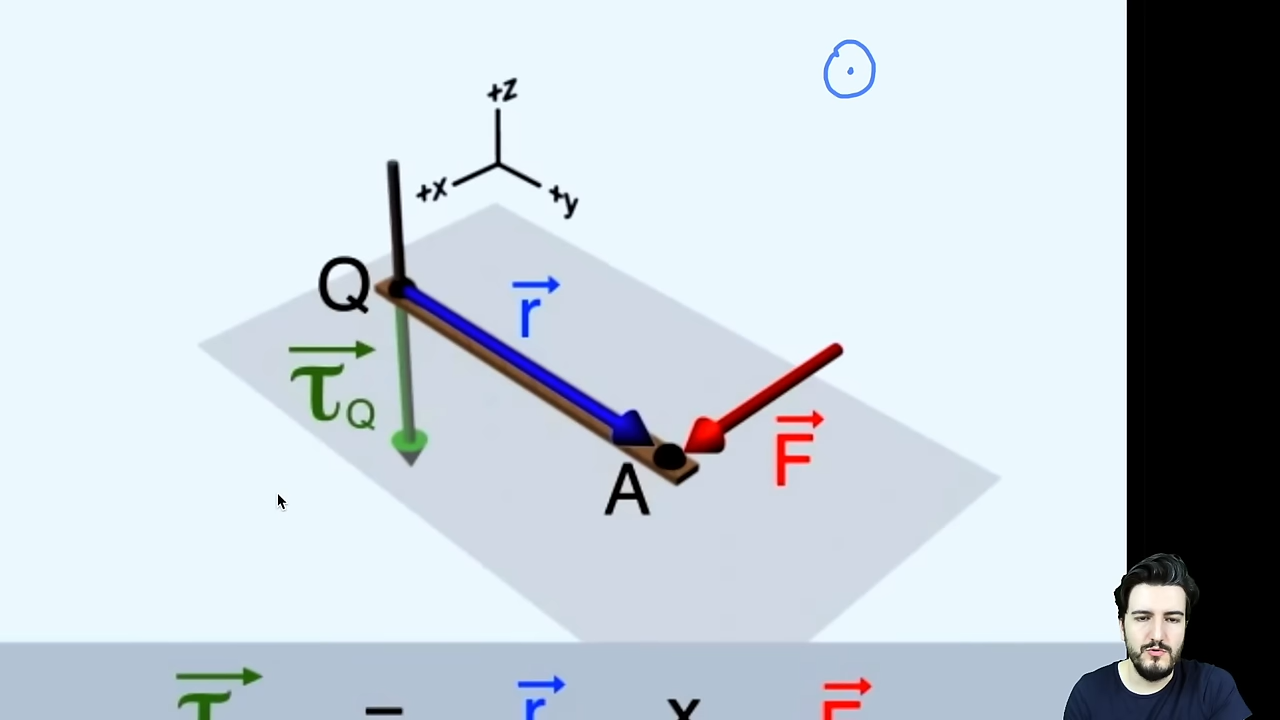 +z
+x
+y
Q
r
τQ
F
A
τ = r x F